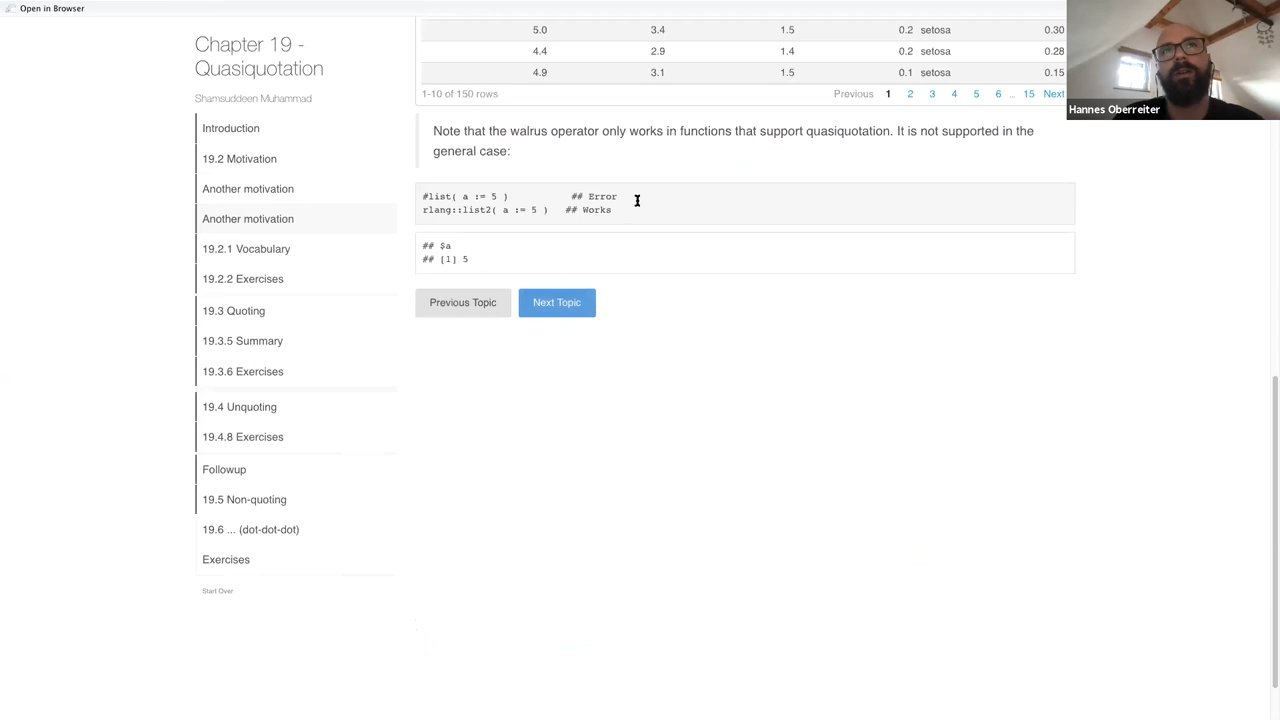 Open in Browser
Chapter 19 -
Quasiquotation
Shamsuddeen Muhammad
Introduction
19.2 Motivation
Another motivation
Another motivation
19.2.1 Vocabulary
19.2.2 Exercises
19.3 Quoting
19.3.5 Summary
19.3.6 Exercises
19.4 Unquoting
19.4.8 Exercises
Followup
19.5 Non-quoting
19.6 ... (dot-dot-dot)
Exercises
Start Over
5.0 3.4 1.5 0.2 setosa 0.30
4.4 2.9 1.4 0.2 setosa 0.28
4.9 3.1 1.5 0.1 setosa 0.15
1-10 of 150 rows Previous 1 2 3 4 5 6 ... 15 Next
Note that the walrus operator only works in functions that support quasiquotation. It is not supported in the
general case:
#list( a := 5 ) ## Error
rlang::list2( a := 5 ) ## Works
## $a
## [1] 5
Previous Topic Next Topic
Hannes Oberreiter